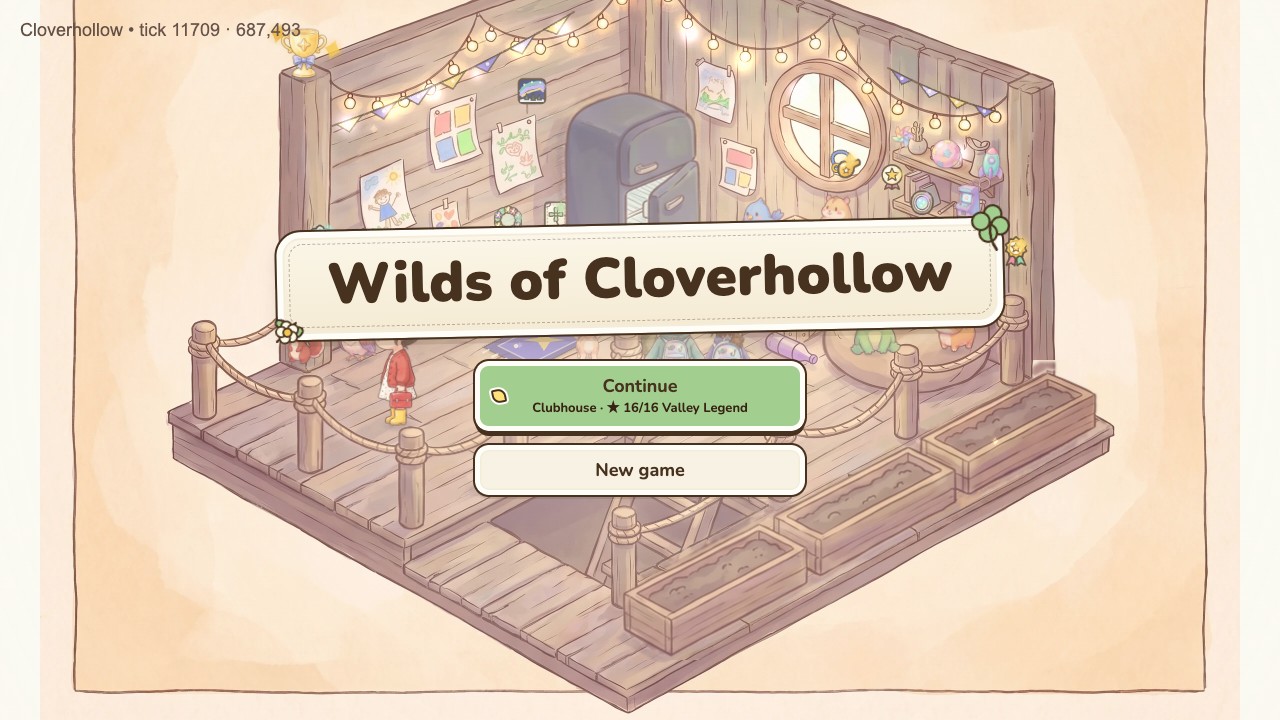 Cloverhollow • tick 11709 · 687,493
Wilds of Cloverhollow
Continue
Clubhouse · ★ 16/16 Valley Legend
New game